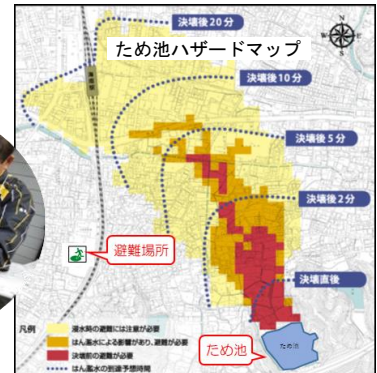 決壊後20分
ため池ハザードマップ
N
W
E
S
決壊後10分
決壊後5分
決壊後2分
避難場所
決壊直後
凡例
浸水時の避難には注意が必要
はん濫水による影響があり、避難が必要
決壊前の避難が必要
はん濫水の到達予想時間
ため池
ため池